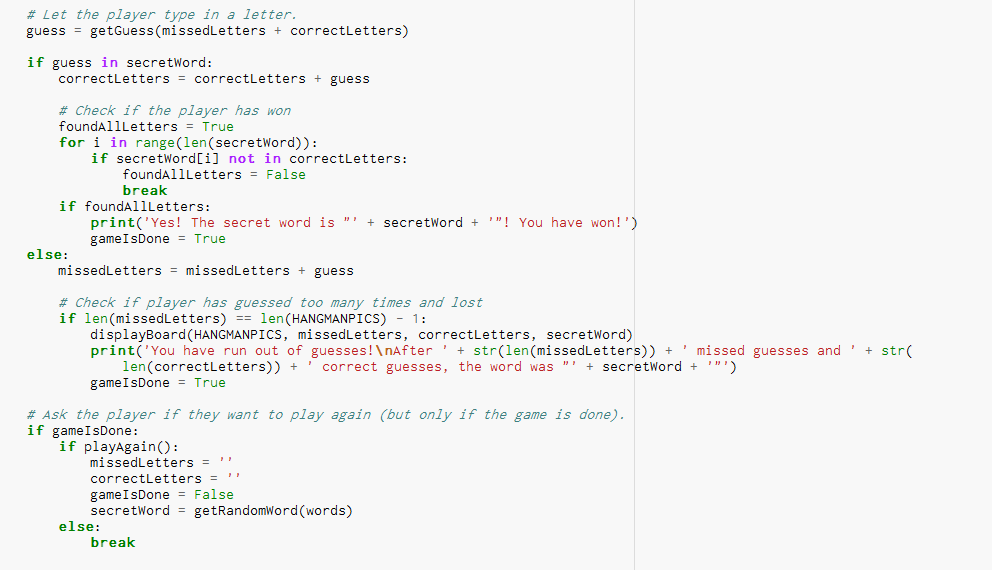 # Let the player type in a letter.
guess = getGuess(missedLetters + correctLetters)
if guess in secretWord:
correctLetters = correctLetters + guess
# Check if the player has won
foundAllLetters = True
for i in range(len(secretWord)):
if secretWord[i] not in correctLetters:
foundAllLetters = False
break
if foundAllLetters:
print('Yes! The secret word is "' + secretWord + '"! You have won!')
gameIsDone = True
else:
missedLetters = missedLetters + guess
# Check if player has guessed too many times and lost
if len(missedLetters) == len(HANGMANPICS) - 1:
displayBoard(HANGMANPICS, missedLetters, correctLetters, secretWord)
print('You have run out of guesses!\nAfter ' + str(len(missedLetters)) + ' missed guesses and ' + str(
len(correctLetters)) + ' correct guesses, the word was "' + secretWord + '"')
gameIsDone = True
# Ask the player if they want to play again (but only if the game is done).
if gameIsDone:
if playAgain():
missedLetters = ''
correctLetters = ''
gameIsDone = False
secretWord = getRandomWord(words)
else:
break